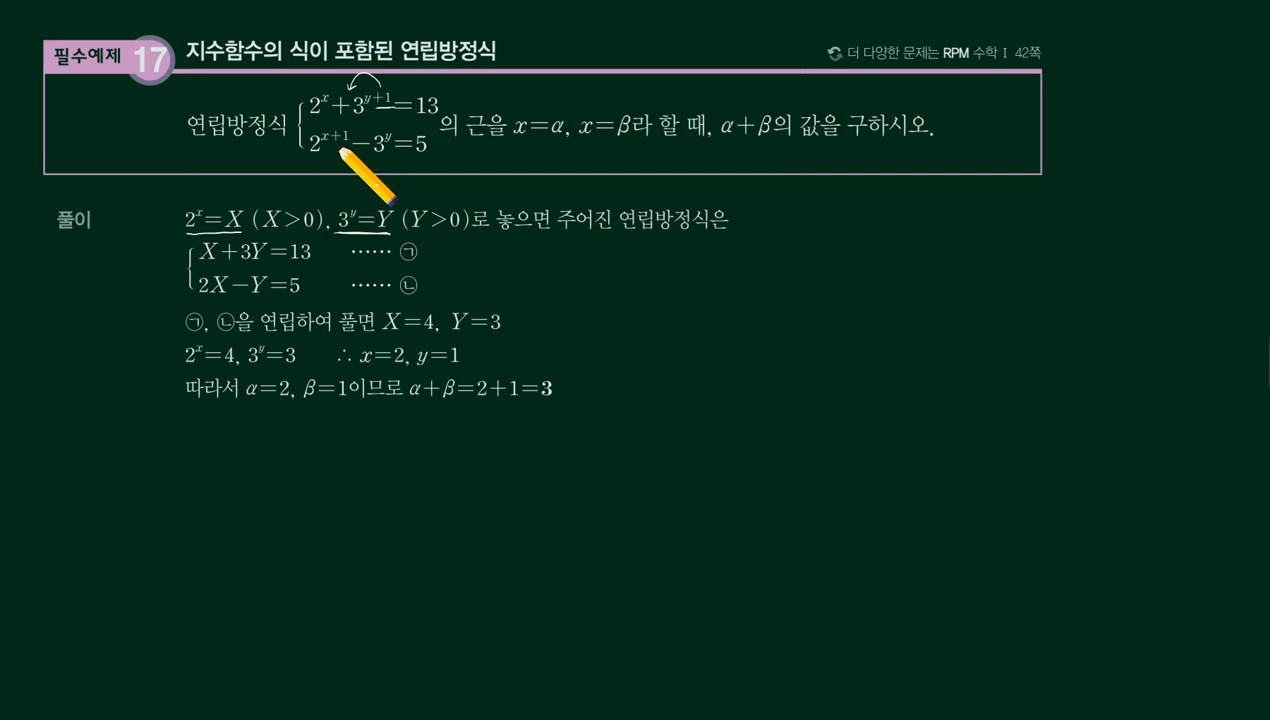 필수예제 17 지수함수의 식이 포함된 연립방정식 더 다양한 문제는 RPM 수학 Ⅰ 42쪽
연립방정식 { 2^x+3^{y+1}=13
2^{x+1}-3^y=5 의 근을 x=α, x=β라 할 때, α+β의 값을 구하시오.
풀이 2^x=X (X>0), 3^y=Y (Y>0)로 놓으면 주어진 연립방정식은
{ X+3Y=13 …… ㉠
2X-Y=5 …… ㉡
㉠, ㉡을 연립하여 풀면 X=4, Y=3
2^x=4, 3^y=3 ∴ x=2, y=1
따라서 α=2, β=1이므로 α+β=2+1=3